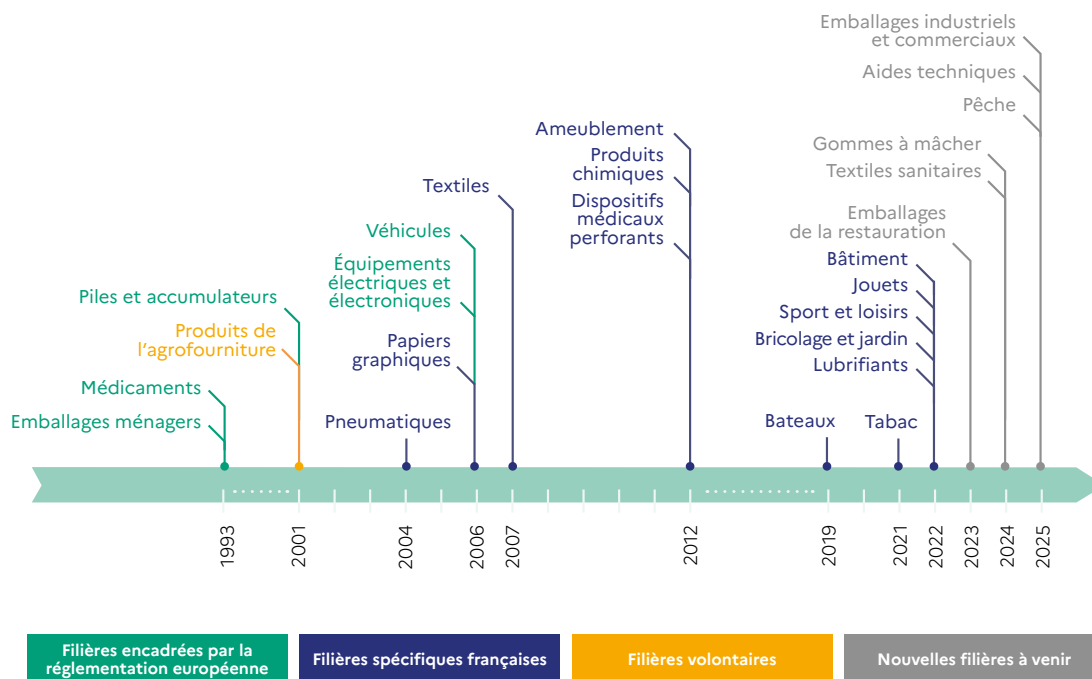 Emballages industriels
et commerciaux
Aides techniques
Pêche
Ameublement
Produits
chimiques
Dispositifs
médicaux
perforants
Gommes à mâcher
Textiles sanitaires
Textiles
Emballages
de la restauration
Véhicules
Équipements
électriques et
électroniques
Bâtiment
Jouets
Sport et loisirs
Bricolage et jardin
Lubrifiants
Piles et accumulateurs
Produits de
l'agrofourniture
Papiers
graphiques
Médicaments
Emballages ménagers
Pneumatiques
Bateaux
Tabac
1993
2001
2004
2006
2007
2012
2019
2021
2022
2023
2024
2025
Filières encadrées par la
réglementation européenne
Filières spécifiques françaises
Filières volontaires
Nouvelles filières à venir